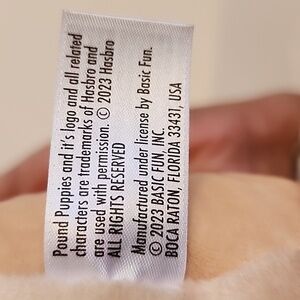 Pound Puppies and it's logo and all related
characters are trademarks of Hasbro and
are used with permission. © 2023 Hasbro
ALL RIGHTS RESERVED
Manufactured under license by Basic Fun.
© 2023 BASIC FUN, INC.
BOCA RATON, FLORIDA 33431, USA